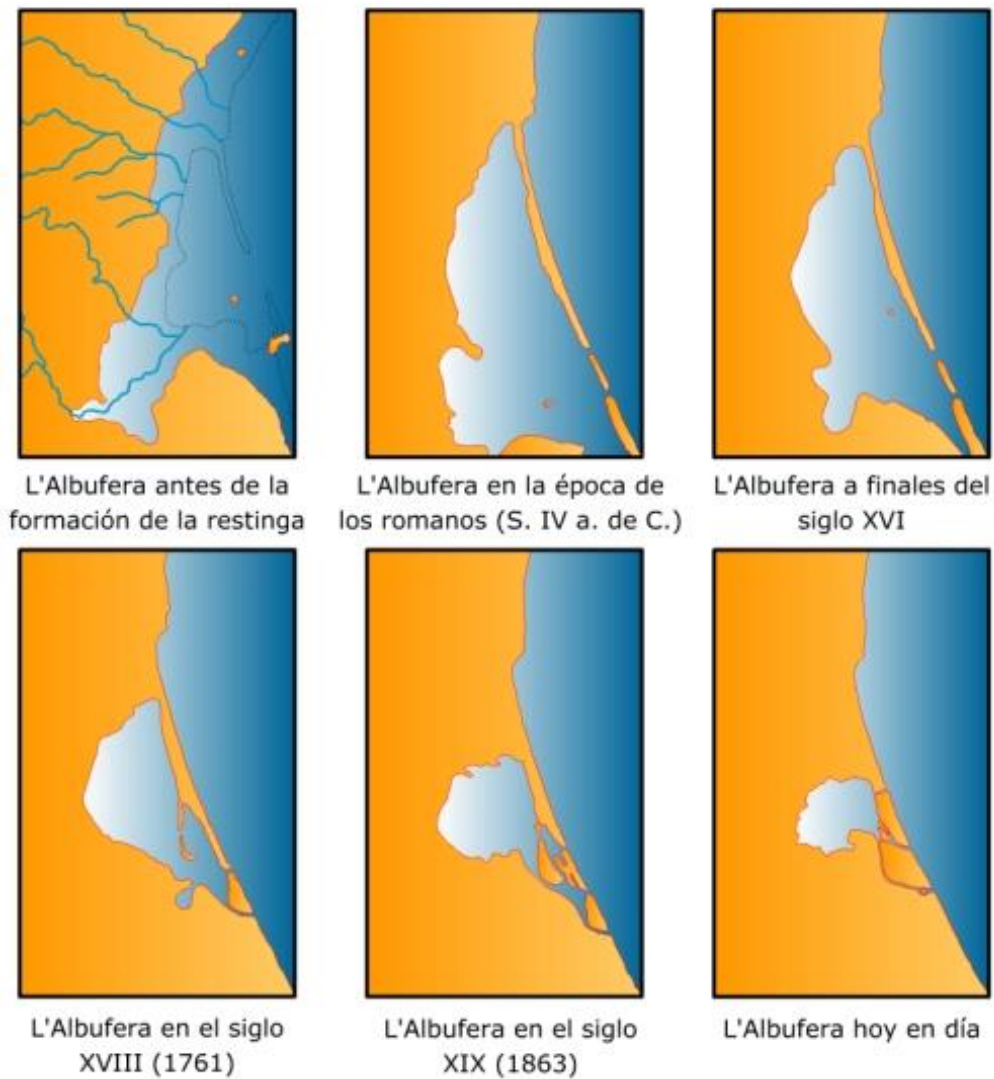 L'Albufera antes de la
formación de la restinga
L'Albufera en la época de
los romanos (S. IV a. de C.)
L'Albufera a finales del
siglo XVI
L'Albufera en el siglo
XVIII (1761)
L'Albufera en el siglo
XIX (1863)
L'Albufera hoy en día